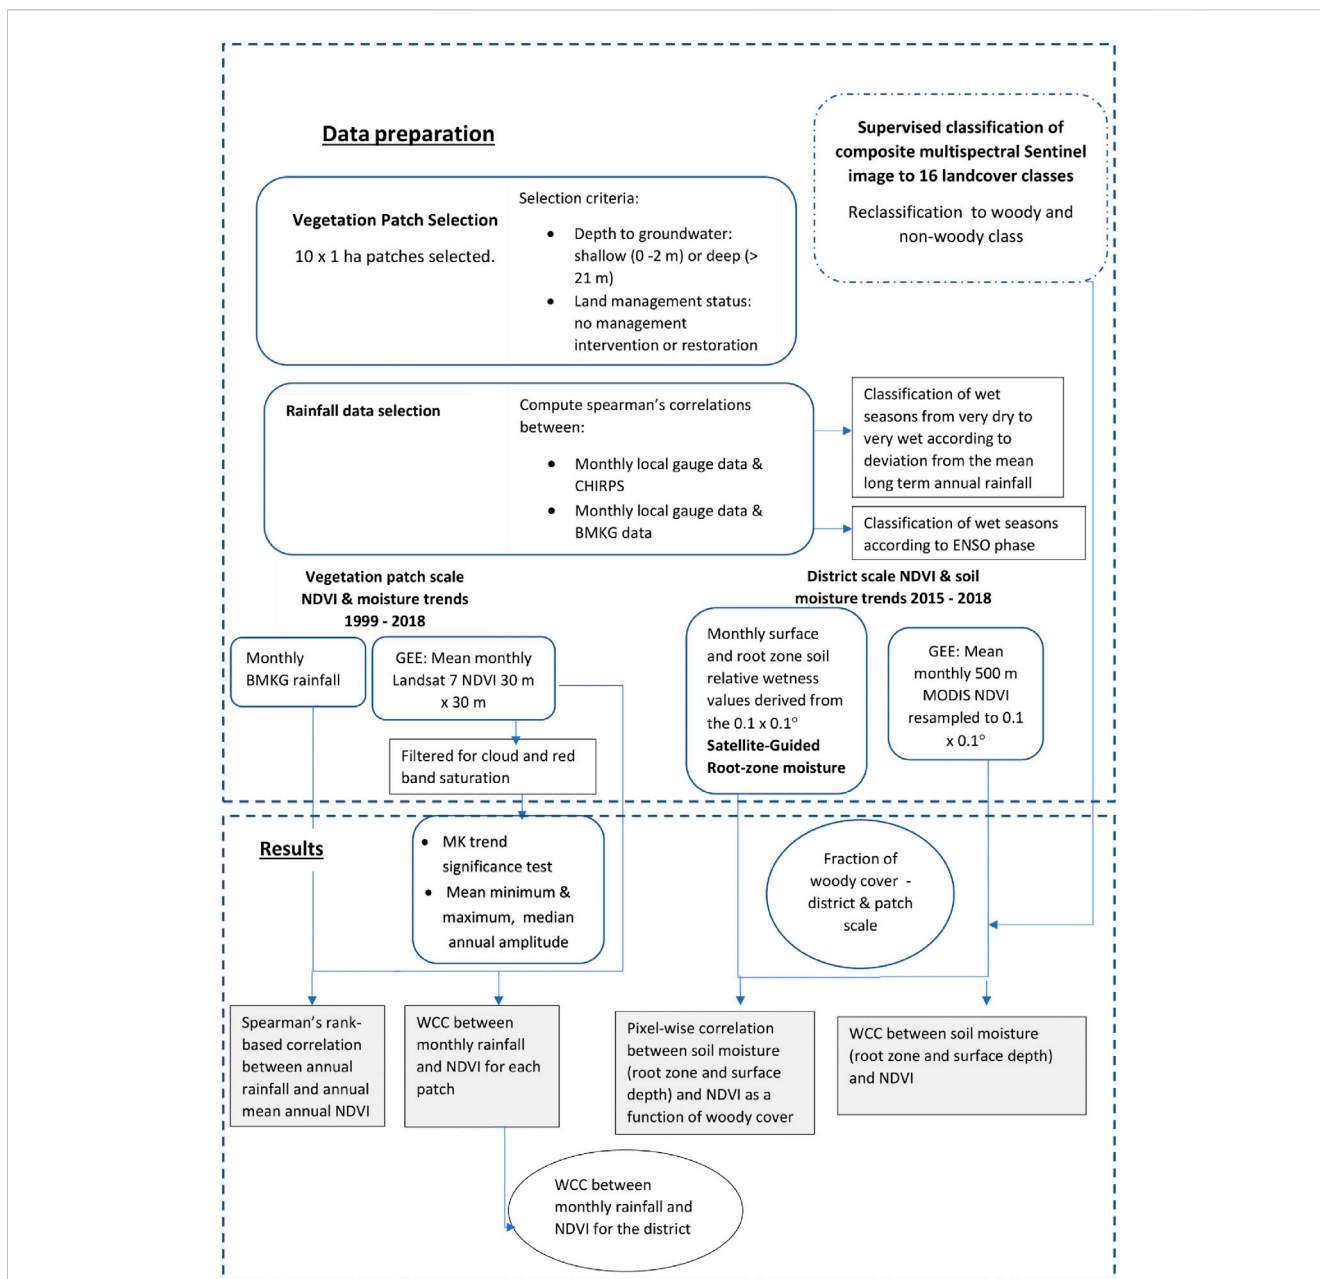 Data preparation
Supervised classification of
composite multispectral Sentinel
image to 16 landcover classes
Reclassification to woody and
non-woody class
Vegetation Patch Selection
10 x 1 ha patches selected.
Selection criteria:
• Depth to groundwater:
shallow (0 -2 m) or deep (>
21 m)
• Land management status:
no management
intervention or restoration
Rainfall data selection
Compute spearman's correlations
between:
• Monthly local gauge data &
CHIRPS
• Monthly local gauge data &
BMKG data
Classification of wet
seasons from very dry to
very wet according to
deviation from the mean
long term annual rainfall
Classification of wet seasons
according to ENSO phase
Vegetation patch scale
NDVI & moisture trends
1999 - 2018
District scale NDVI & soil
moisture trends 2015 - 2018
Monthly
BMKG rainfall
GEE: Mean monthly
Landsat 7 NDVI 30 m
x 30 m
Filtered for cloud and red
band saturation
Monthly surface
and root zone soil
relative wetness
values derived from
the 0.1 x 0.1°
Satellite-Guided
Root-zone moisture
GEE: Mean
monthly 500 m
MODIS NDVI
resampled to 0.1
x 0.1°
Results
• MK trend
significance test
• Mean minimum &
maximum, median
annual amplitude
Fraction of
woody cover -
district & patch
scale
Spearman's rank-
based correlation
between annual
rainfall and annual
mean annual NDVI
WCC between
monthly rainfall
and NDVI for each
patch
Pixel-wise correlation
between soil moisture
(root zone and surface
depth) and NDVI as a
function of woody cover
WCC between soil moisture
(root zone and surface depth)
and NDVI
WCC between
monthly rainfall and
NDVI for the district